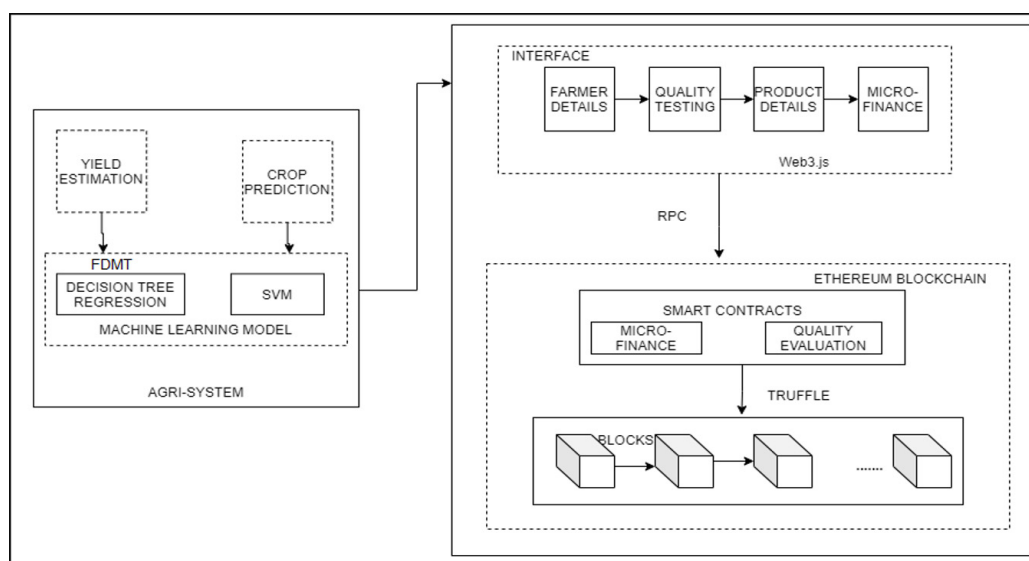 INTERFACE
FARMER
DETAILS
QUALITY
TESTING
PRODUCT
DETAILS
MICRO-
FINANCE
Web3.js
YIELD
ESTIMATION
CROP
PREDICTION
FDMT
DECISION TREE
REGRESSION
SVM
MACHINE LEARNING MODEL
AGRI-SYSTEM
RPC
ETHEREUM BLOCKCHAIN
SMART CONTRACTS
MICRO-
FINANCE
QUALITY
EVALUATION
TRUFFLE
BLOCKS
.......